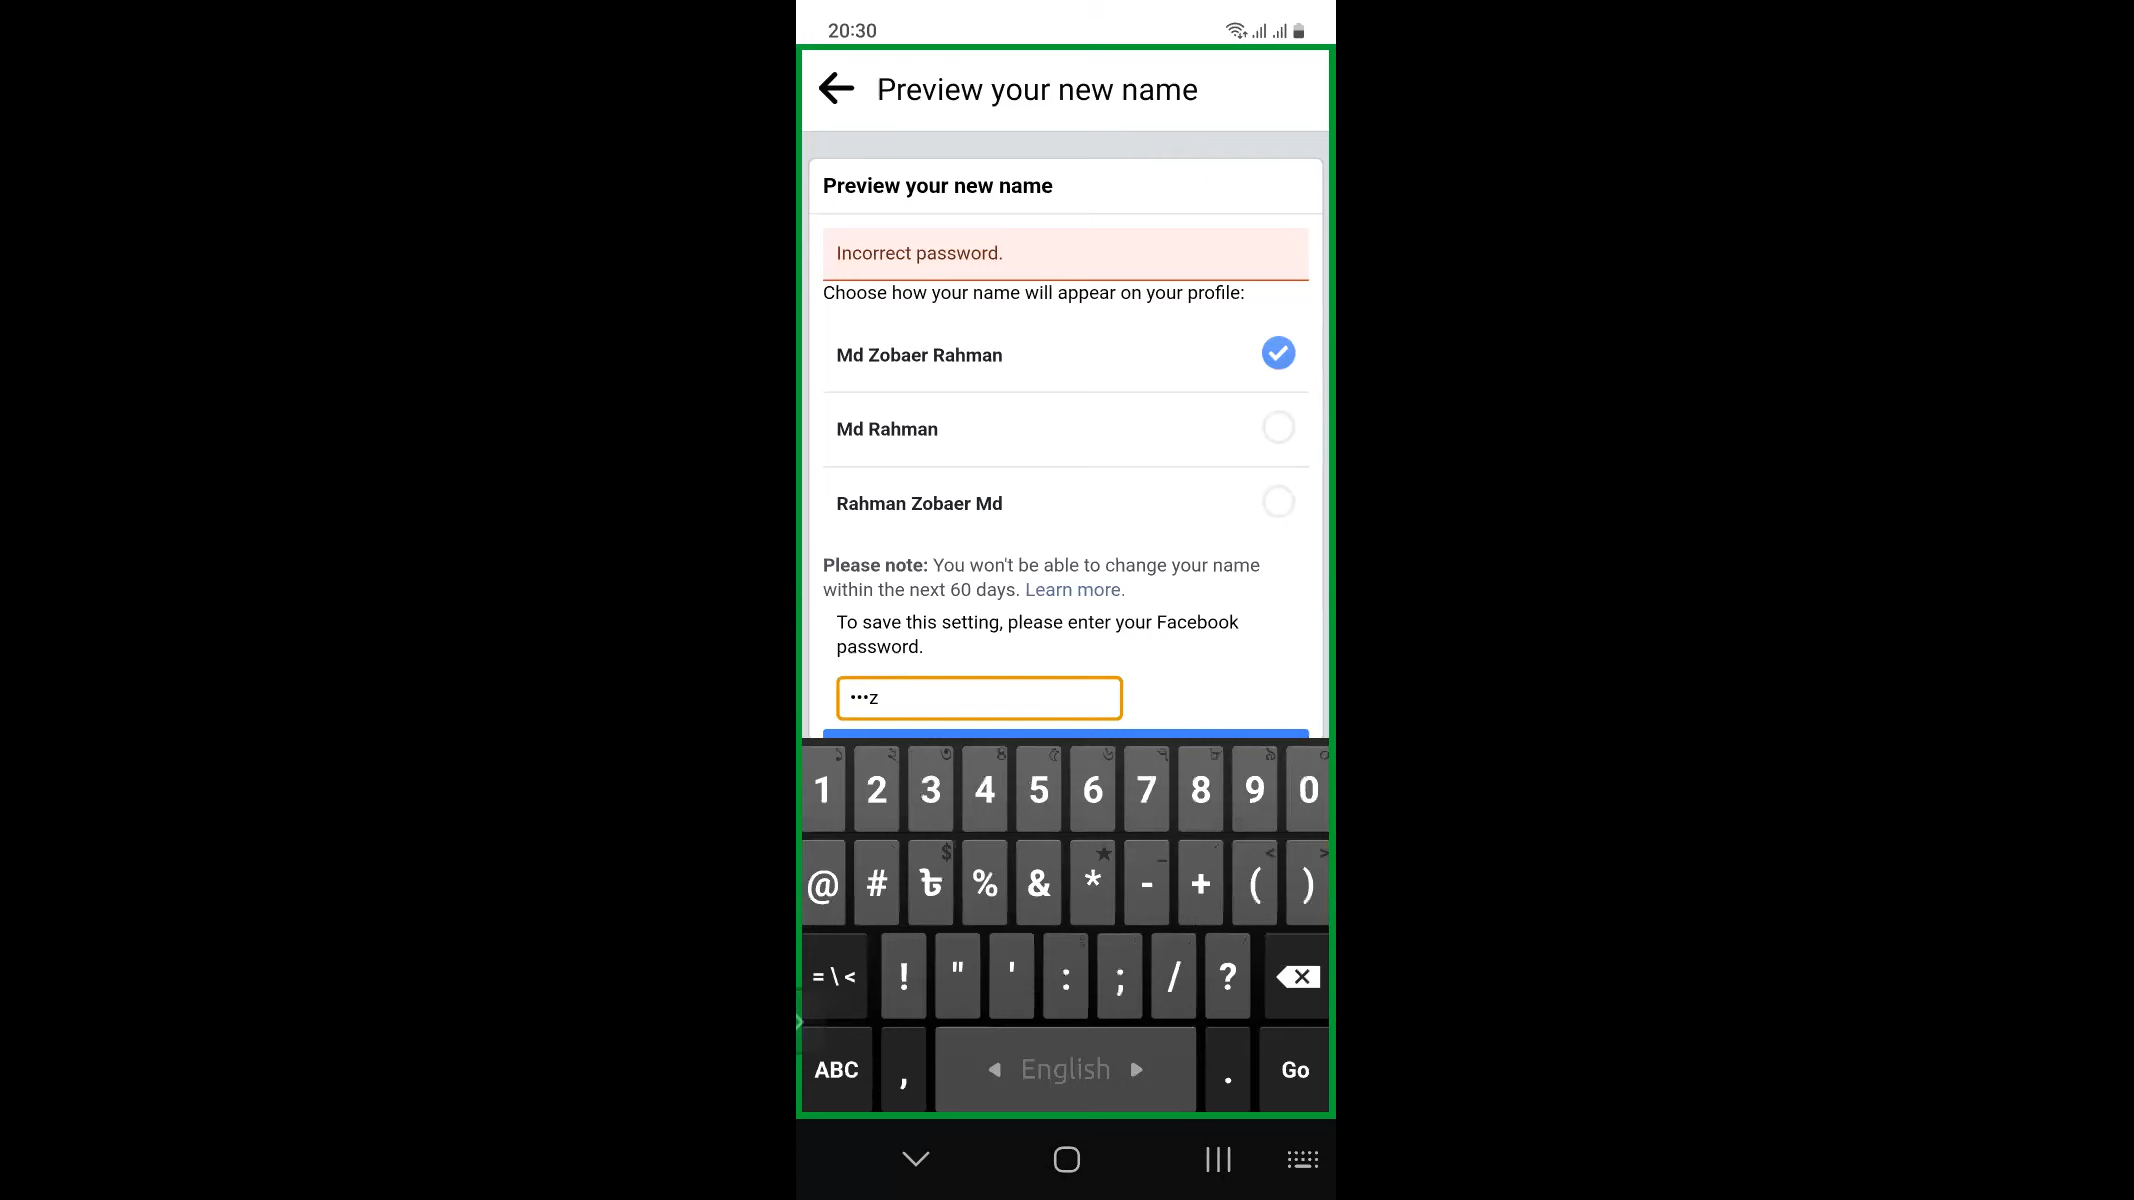 20:30
Preview your new name
Preview your new name
Incorrect password.
Choose how your name will appear on your profile:
Md Zobaer Rahman
Md Rahman
Rahman Zobaer Md
Please note: You won't be able to change your name
within the next 60 days. Learn more.
To save this setting, please enter your Facebook
password.
•••z
1 2 3 4 5 6 7 8 9 0
$ ★ _ < >
@ # ৳ % & * - + ( )
= \ < ! " ' : ; / ?
ABC , English . Go